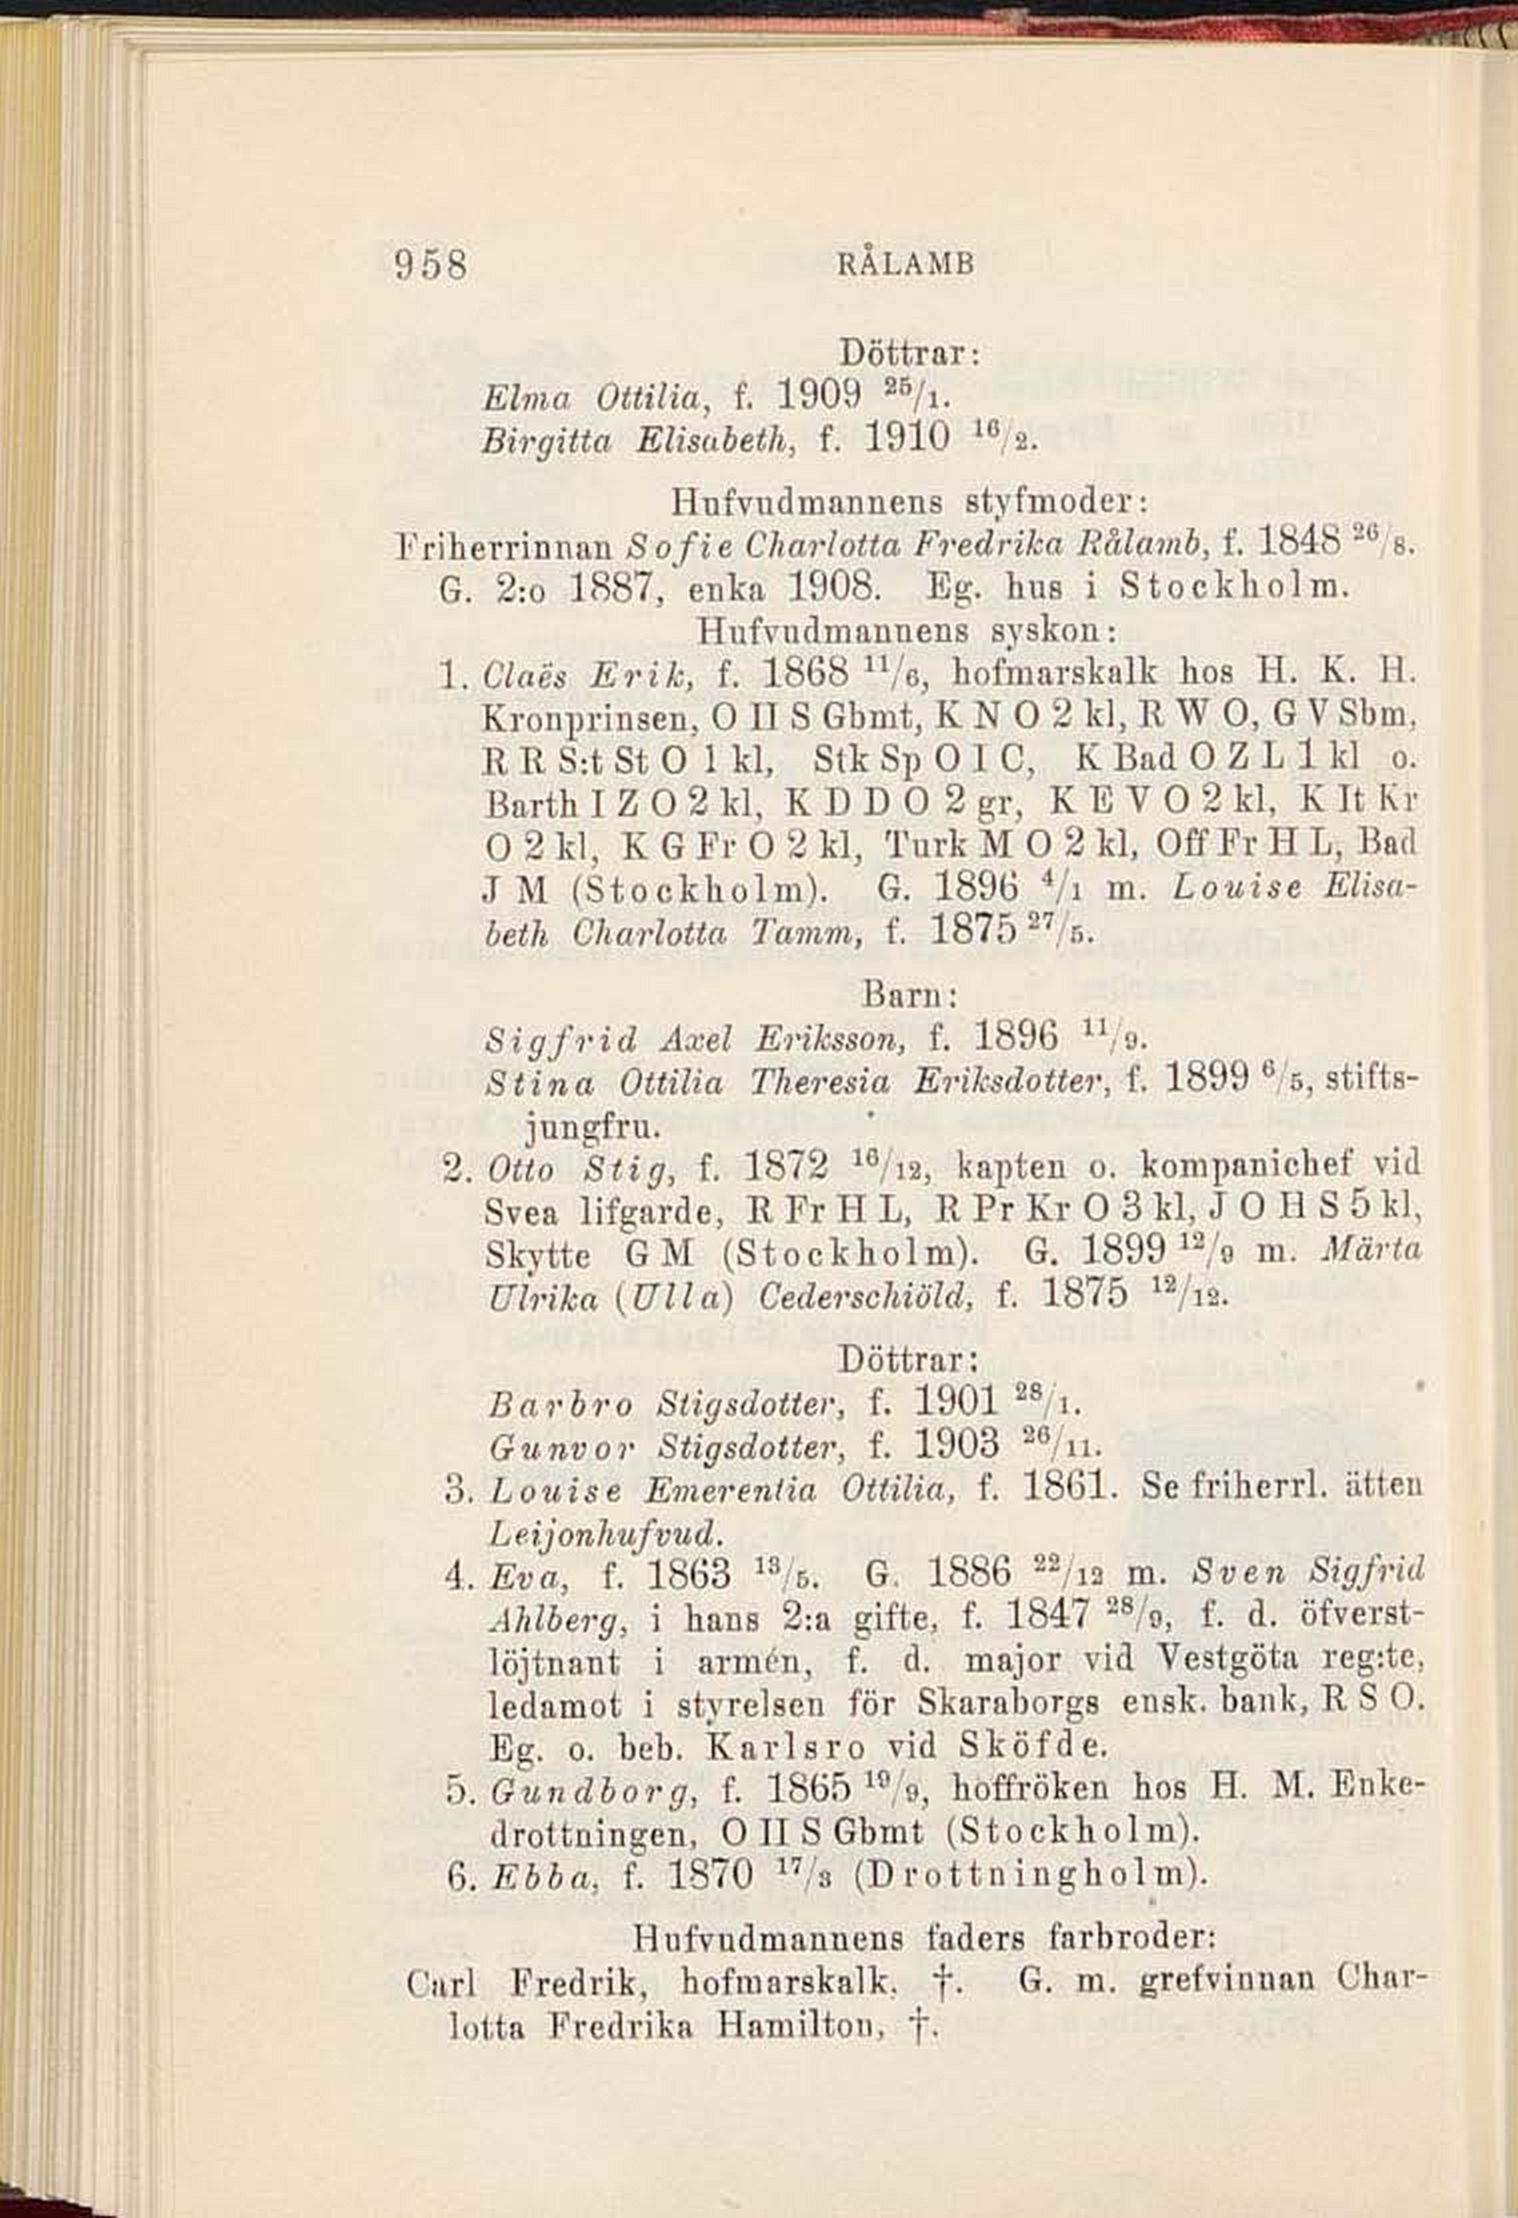 958 RÅLAMB
Döttrar:
Elma Ottilia, f. 1909 25/1.
Birgitta Elisabeth, f. 1910 16/2.
Hufvudmannens styfmoder:
Friherrinnan Sofie Charlotta Fredrika Rålamb, f. 1848 26/8.
G. 2:o 1887, enka 1908. Eg. hus i Stockholm.
Hufvudmannens syskon:
1. Claës Erik, f. 1868 11/6, hofmarskalk hos H. K. H.
Kronprinsen, O II S Gbmt, K N O 2 kl, R W O, G V Sbm,
R R S:t St O 1 kl, Stk Sp O I C, K Bad O Z L 1 kl o.
Barth I Z O 2 kl, K D D O 2 gr, K E V O 2 kl, K It Kr
O 2 kl, K G Fr O 2 kl, Turk M O 2 kl, Off Fr H L, Bad
J M (Stockholm). G. 1896 4/1 m. Louise Elisa-
beth Charlotta Tamm, f. 1875 27/5.
Barn:
Sigfrid Axel Eriksson, f. 1896 11/9.
Stina Ottilia Theresia Eriksdotter, f. 1899 6/5, stifts-
jungfru.
2. Otto Stig, f. 1872 16/12, kapten o. kompanichef vid
Svea lifgarde, R Fr H L, R Pr Kr O 3 kl, J O H S 5 kl,
Skytte G M (Stockholm). G. 1899 12/9 m. Märta
Ulrika (Ulla) Cederschiöld, f. 1875 12/12.
Döttrar:
Barbro Stigsdotter, f. 1901 28/1.
Gunvor Stigsdotter, f. 1903 26/11.
3. Louise Emerentia Ottilia, f. 1861. Se friherrl. ätten
Leijonhufvud.
4. Eva, f. 1863 13/5. G. 1886 22/12 m. Sven Sigfrid
Ahlberg, i hans 2:a gifte, f. 1847 28/9, f. d. öfverst-
löjtnant i armén, f. d. major vid Vestgöta reg:te,
ledamot i styrelsen för Skaraborgs ensk. bank, R S O.
Eg. o. beb. Karlsro vid Sköfde.
5. Gundborg, f. 1865 19/9, hoffröken hos H. M. Enke-
drottningen, O II S Gbmt (Stockholm).
6. Ebba, f. 1870 17/3 (Drottningholm).
Hufvudmannens faders farbroder:
Carl Fredrik, hofmarskalk, †. G. m. grefvinnan Char-
lotta Fredrika Hamilton, †.